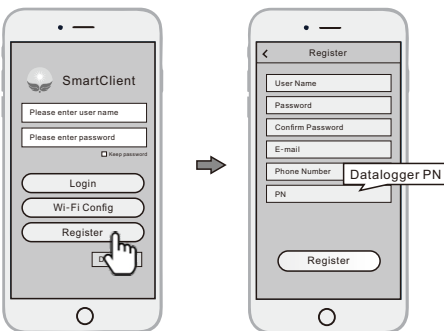 SmartClient
Please enter user name
Please enter password
Keep password
Login
Wi-Fi Config
Register
Register
User Name
Password
Confirm Password
E-mail
Phone Number
Datalogger PN
PN
Register